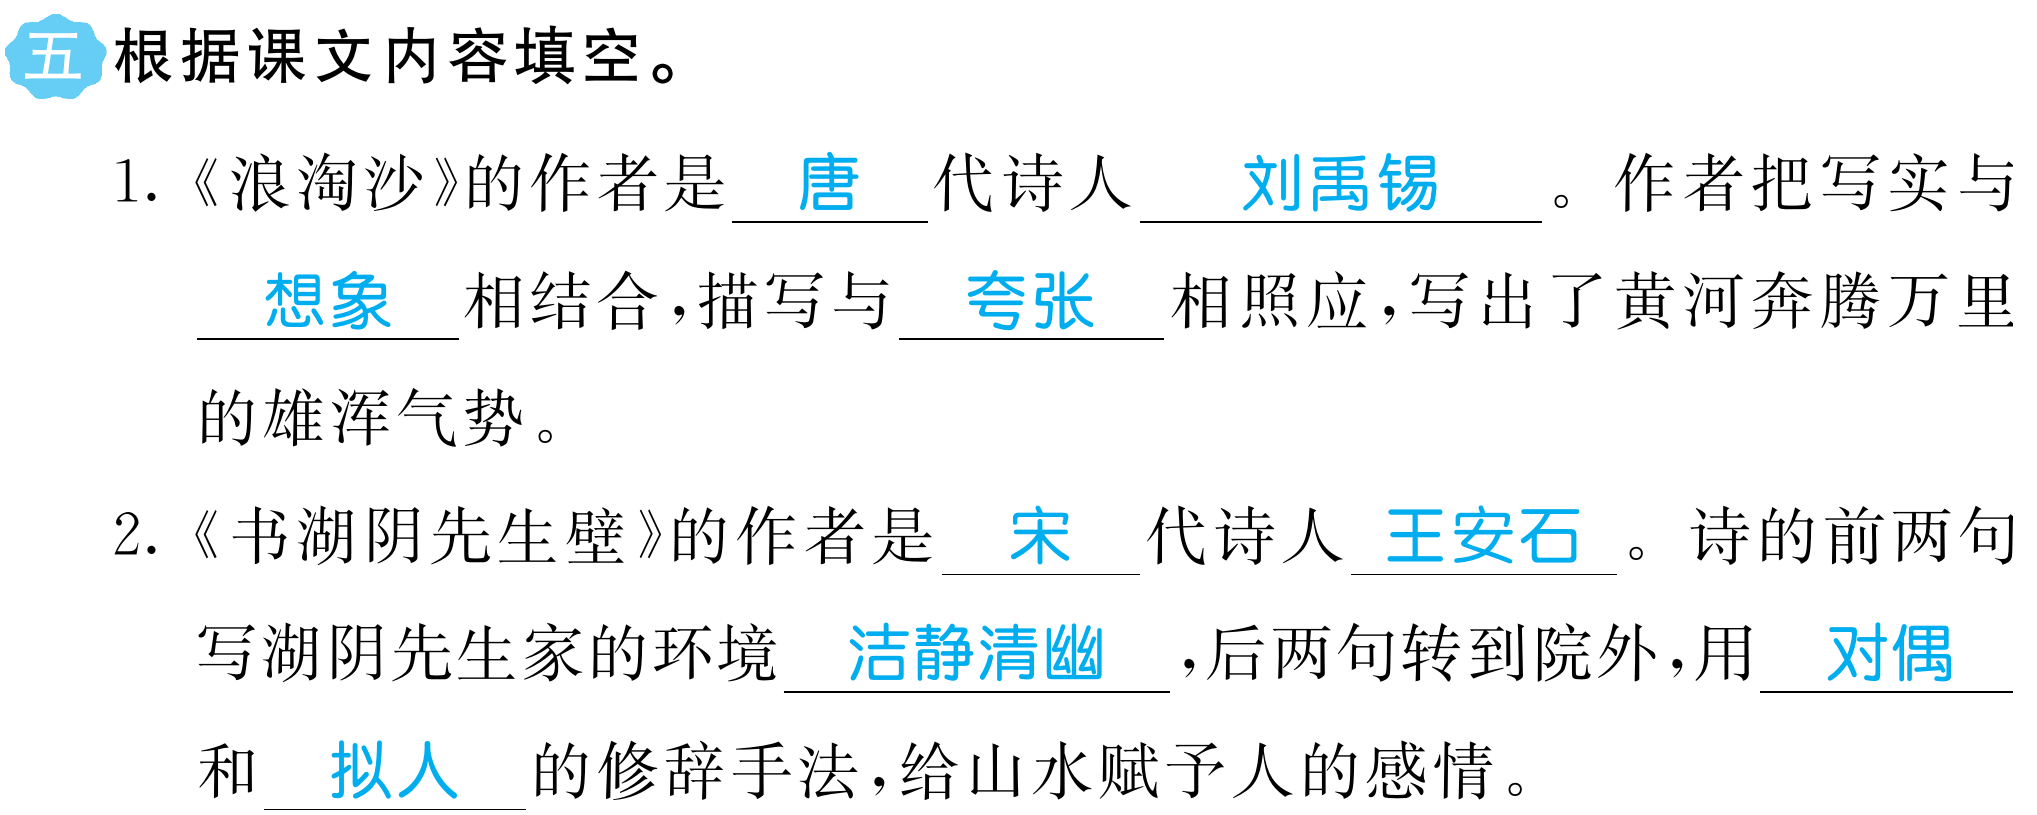 五 根据课文内容填空。
1.《浪淘沙》的作者是 唐 代诗人 刘禹锡 。作者把写实与
想象 相结合,描写与 夸张 相照应,写出了黄河奔腾万里
的雄浑气势。
2.《书湖阴先生壁》的作者是 宋 代诗人 王安石 。诗的前两句
写湖阴先生家的环境 洁静清幽 ,后两句转到院外,用 对偶
和 拟人 的修辞手法,给山水赋予人的感情。